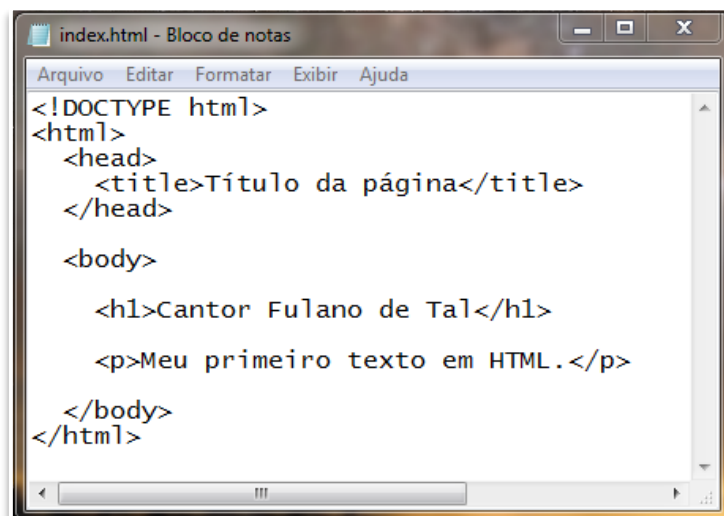 index.html - Bloco de notas
Arquivo Editar Formatar Exibir Ajuda
<!DOCTYPE html>
<html>
<head>
<title>Título da página</title>
</head>
<body>
<h1>Cantor Fulano de Tal</h1>
<p>Meu primeiro texto em HTML.</p>
</body>
</html>